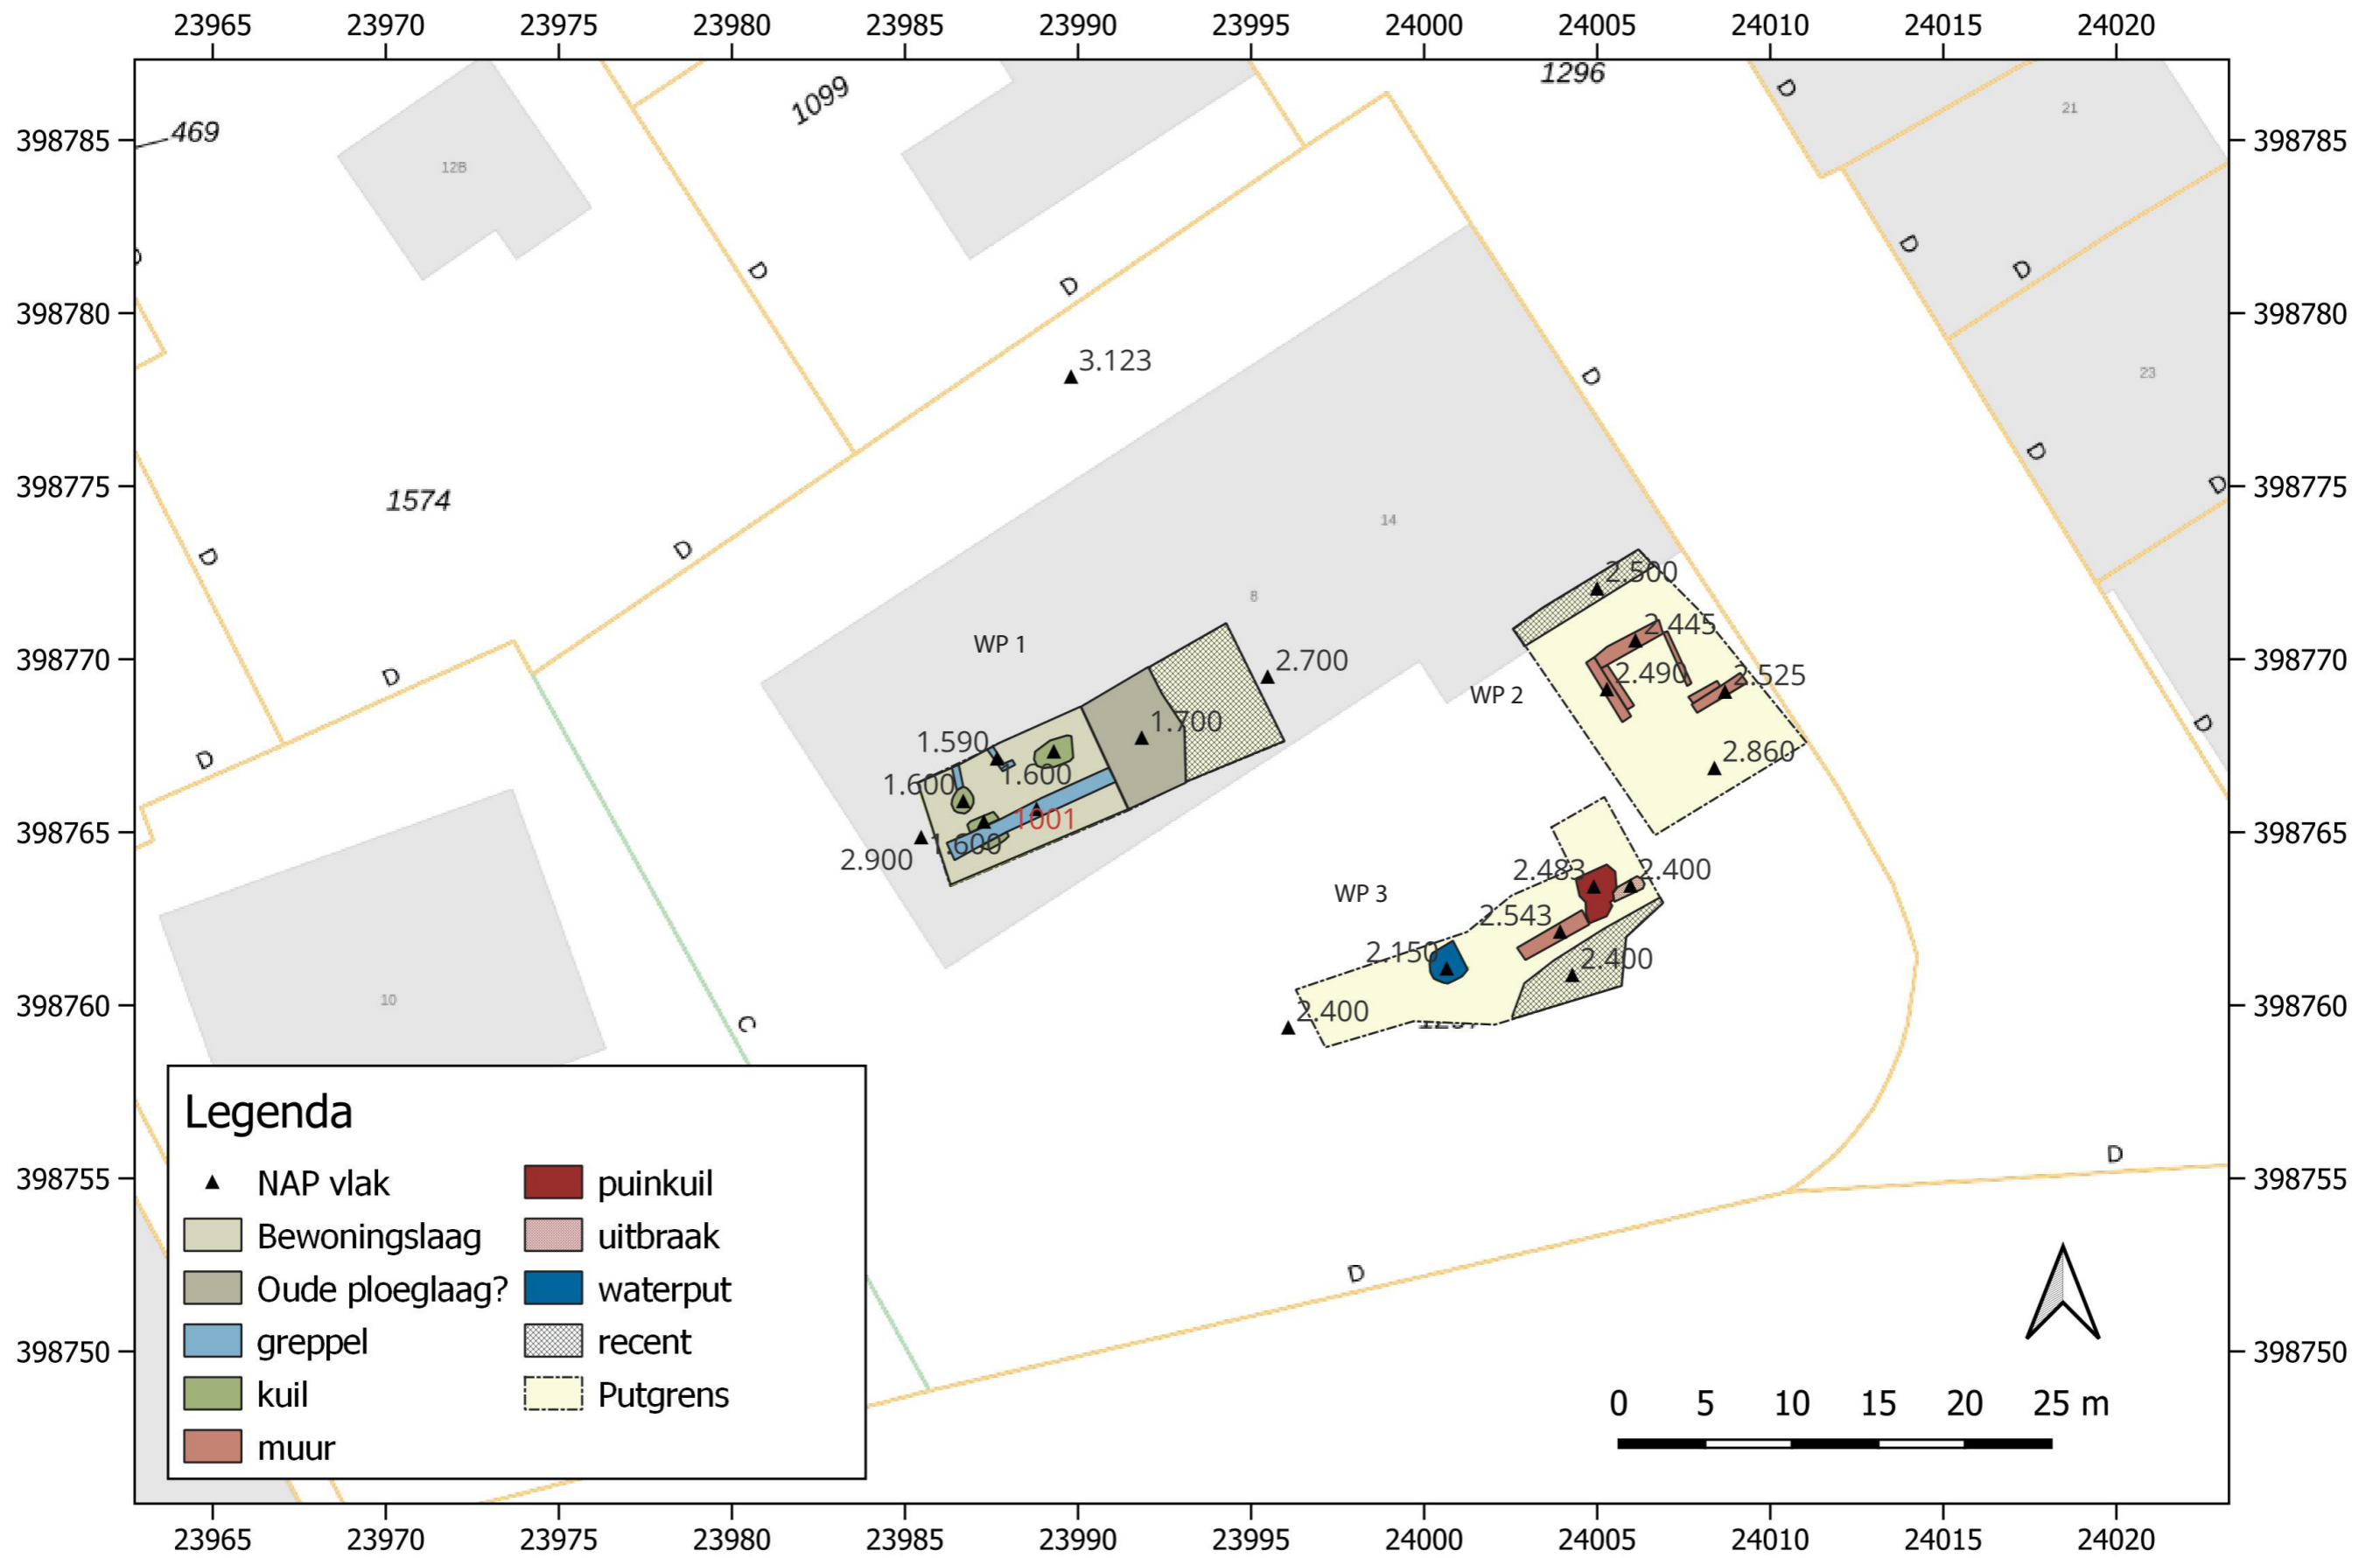 23965 23970 23975 23980 23985 23990 23995 24000 24005 24010 24015 24020
1296
1099
D
21
469
398785 398785
12B
D
D
D
D
398780 398780
3.123
D
23
D
1574
398775 398775
D
14
D
D
2.500
8
2.445
WP 1
398770 2.700 398770
D
2.490
2.525
WP 2
1.700
D
1.590
2.860
D
1.600
1.600
398765 1001 398765
1.600
2.900
2.483
2.400
WP 3
2.543
2.150
2.400
10
398760 2.400 398760
C
Legenda
D
398755 398755
NAP vlak
puinkuil
Bewoningslaag
uitbraak
Oude ploeglaag?
waterput
D
greppel
recent
398750 398750
kuil
Putgrens
0 5 10 15 20 25 m
muur
23965 23970 23975 23980 23985 23990 23995 24000 24005 24010 24015 24020